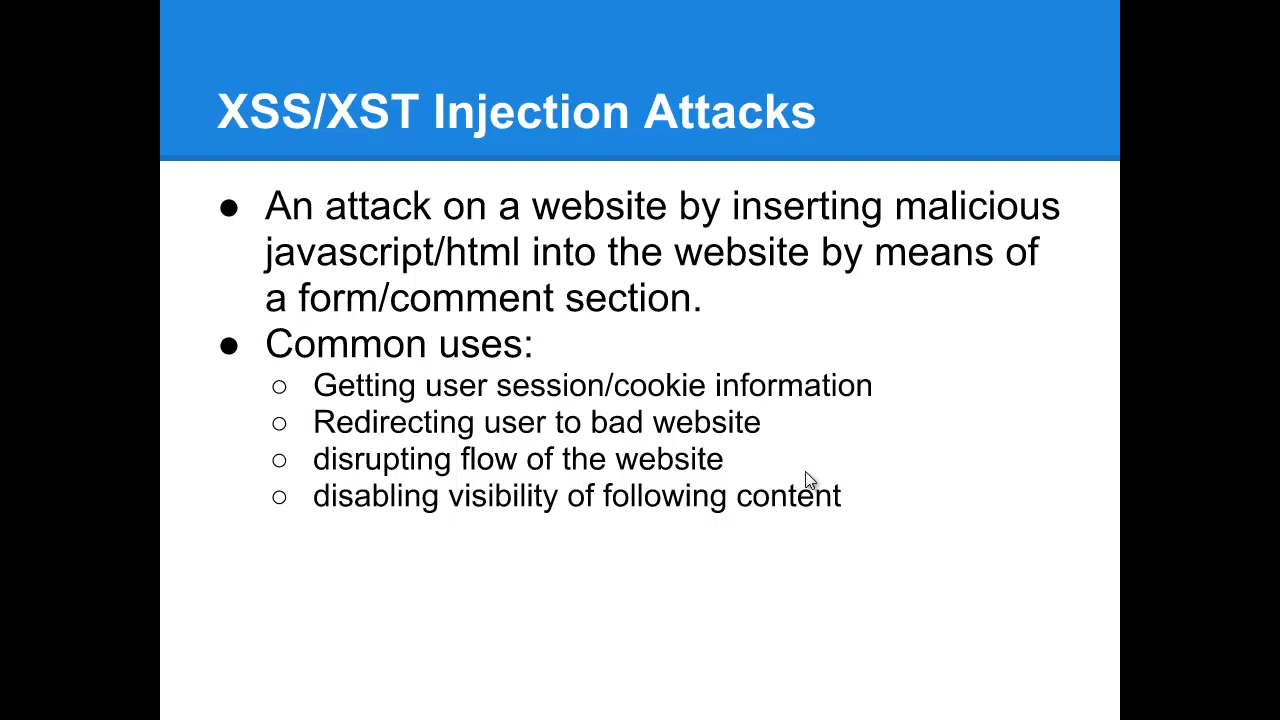 XSS/XST Injection Attacks
● An attack on a website by inserting malicious
javascript/html into the website by means of
a form/comment section.
● Common uses:
○ Getting user session/cookie information
○ Redirecting user to bad website
○ disrupting flow of the website
○ disabling visibility of following content